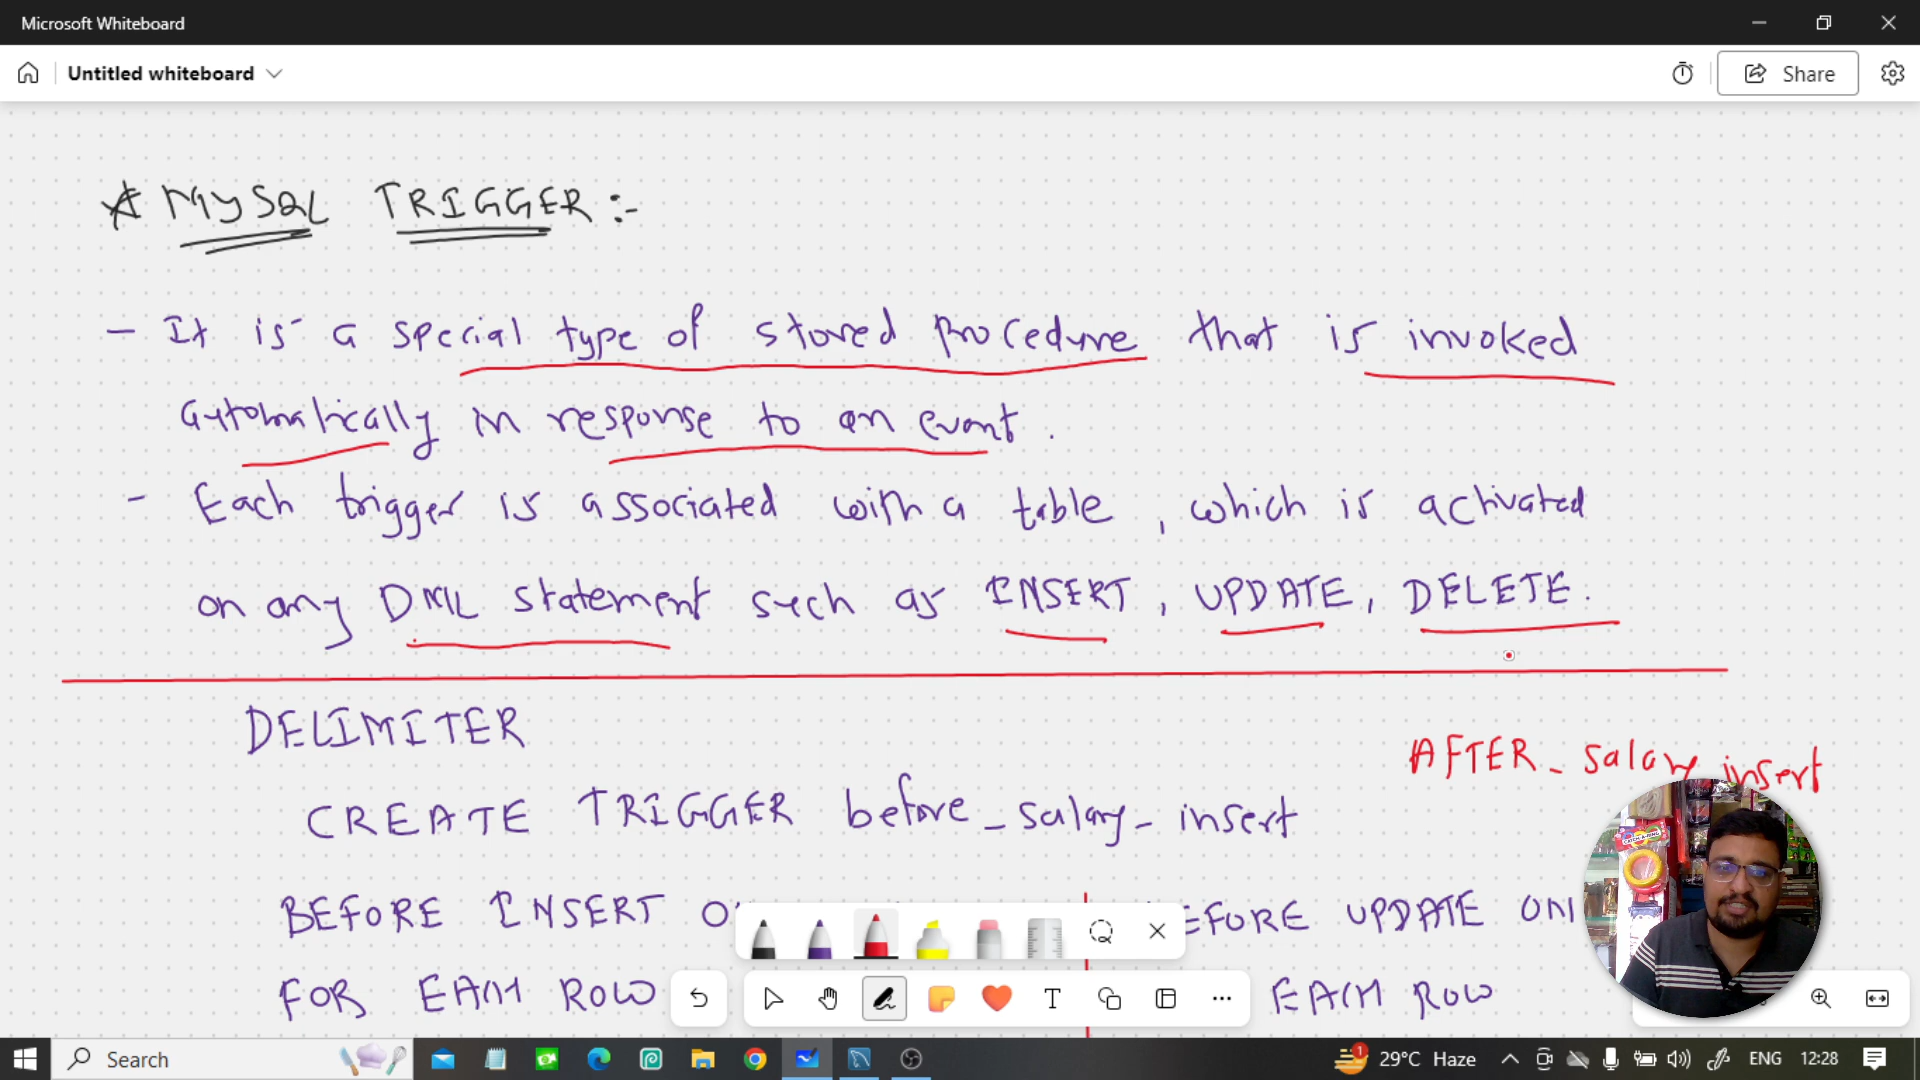 Microsoft Whiteboard
Untitled whiteboard
Share
MYSQL TRIGGER :-
- It is a special type of stored procedure that is invoked
automatically in response to an event.
- Each trigger is associated with a table, which is activated
on any DML statement such as INSERT, UPDATE, DELETE.
DELIMITER
AFTER_salary_insert
CREATE TRIGGER before_salary_insert
BEFORE INSERT
EFORE UPDATE ON
FOR EACH ROW
EACH ROW
T
Search
1
29°C Haze
ENG
12:28